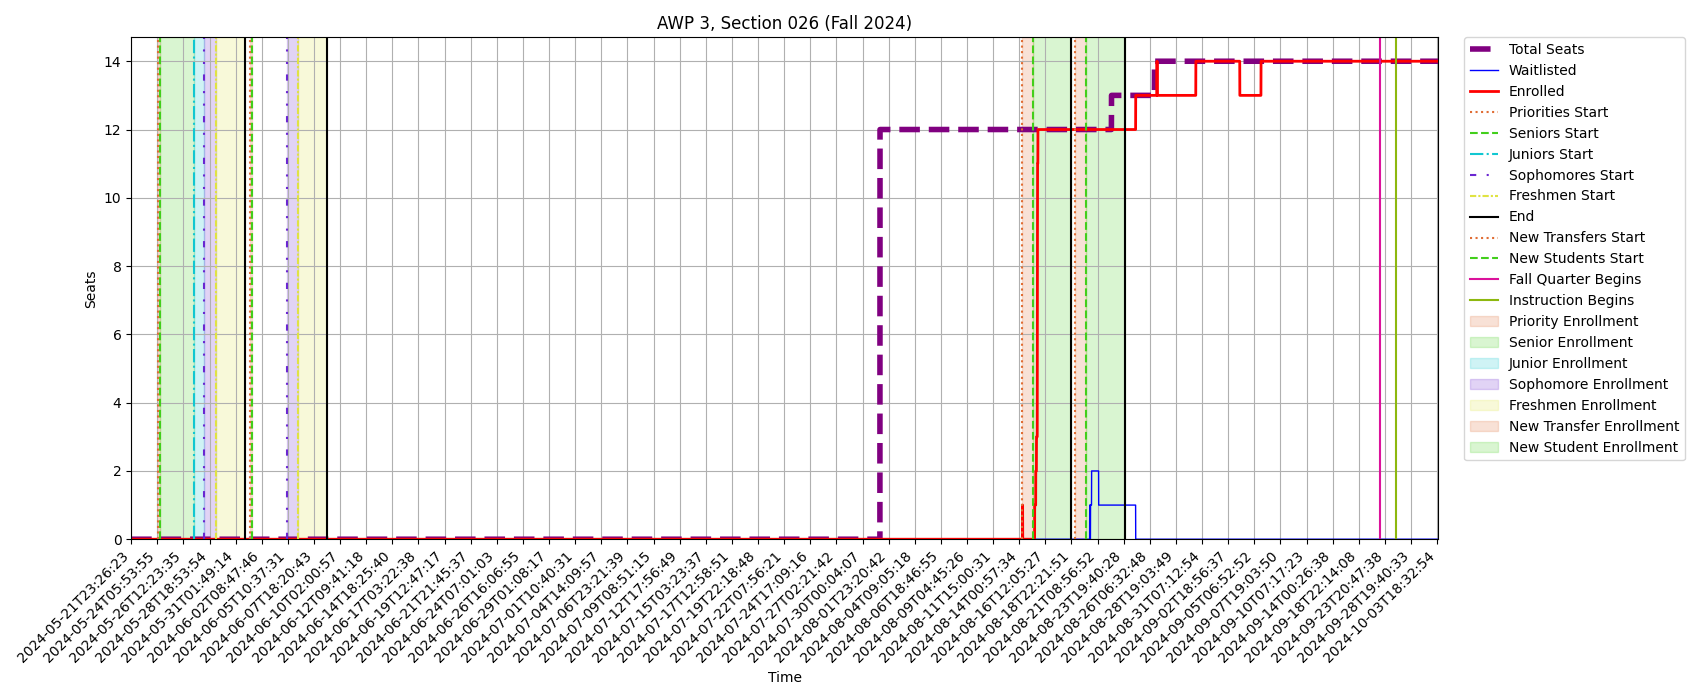 AWP 3, Section 026 (Fall 2024)
Seats
14
12
10
8
6
4
2
0
2024-05-21T23:26:23
2024-05-24T05:53:55
2024-05-26T12:23:35
2024-05-28T18:53:54
2024-05-31T01:49:14
2024-06-02T08:47:46
2024-06-05T10:37:31
2024-06-07T18:20:43
2024-06-10T02:00:57
2024-06-12T09:41:18
2024-06-14T18:25:40
2024-06-17T03:22:38
2024-06-19T12:47:17
2024-06-21T21:45:37
2024-06-24T07:01:03
2024-06-26T16:06:55
2024-06-29T01:08:17
2024-07-01T10:40:31
2024-07-04T14:09:57
2024-07-06T23:21:39
2024-07-09T08:51:15
2024-07-12T17:56:49
2024-07-15T03:23:37
2024-07-17T12:58:51
2024-07-19T22:18:48
2024-07-22T07:56:21
2024-07-24T17:09:16
2024-07-27T02:21:42
2024-07-30T00:04:07
2024-08-01T23:20:42
2024-08-04T09:05:18
2024-08-06T18:46:55
2024-08-09T04:45:26
2024-08-11T15:00:31
2024-08-14T00:57:34
2024-08-16T12:05:27
2024-08-18T22:21:51
2024-08-21T08:56:52
2024-08-23T19:40:28
2024-08-26T06:32:48
2024-08-28T19:03:49
2024-08-31T07:12:54
2024-09-02T18:56:37
2024-09-05T06:52:52
2024-09-07T19:03:50
2024-09-10T07:17:23
2024-09-14T00:26:38
2024-09-18T22:14:08
2024-09-23T20:47:38
2024-09-28T19:40:33
2024-10-03T18:32:54
Time
Total Seats
Waitlisted
Enrolled
Priorities Start
Seniors Start
Juniors Start
Sophomores Start
Freshmen Start
End
New Transfers Start
New Students Start
Fall Quarter Begins
Instruction Begins
Priority Enrollment
Senior Enrollment
Junior Enrollment
Sophomore Enrollment
Freshmen Enrollment
New Transfer Enrollment
New Student Enrollment